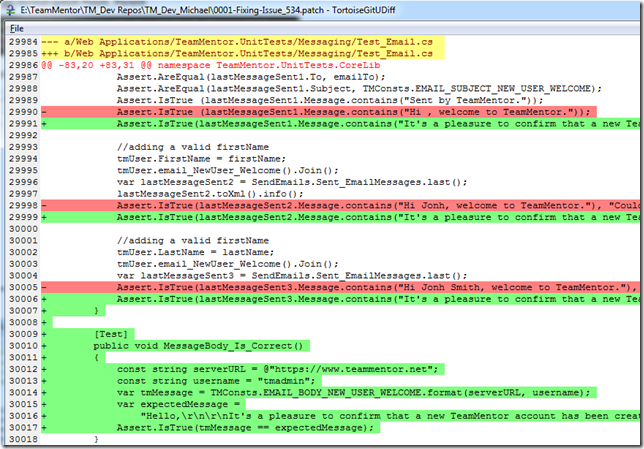 E:\TeamMentor\TM_Dev Repos\TM_Dev_Michael\0001-Fixing-Issue_534.patch - TortoiseGitUDiff
File
29984 --- a/Web Applications/TeamMentor.UnitTests/Messaging/Test_Email.cs
29985 +++ b/Web Applications/TeamMentor.UnitTests/Messaging/Test_Email.cs
29986 @@ -83,20 +83,31 @@ namespace TeamMentor.UnitTests.CoreLib
29987 Assert.AreEqual(lastMessageSent1.To, emailTo);
29988 Assert.AreEqual(lastMessageSent1.Subject, TMConsts.EMAIL_SUBJECT_NEW_USER_WELCOME);
29989 Assert.IsTrue (lastMessageSent1.Message.contains("Sent by TeamMentor."));
29990 - Assert.IsTrue (lastMessageSent1.Message.contains("Hi , welcome to TeamMentor."));
29991 + Assert.IsTrue(lastMessageSent1.Message.contains("It's a pleasure to confirm that a new Tea
29992
29993 //adding a valid firstName
29994 tmUser.FirstName = firstName;
29995 tmUser.email_NewUser_Welcome().Join();
29996 var lastMessageSent2 = SendEmails.Sent_EmailMessages.last();
29997 lastMessageSent2.toXml().info();
29998 - Assert.IsTrue(lastMessageSent2.Message.contains("Hi Jonh, welcome to TeamMentor."), "Coul
29999 + Assert.IsTrue(lastMessageSent2.Message.contains("It's a pleasure to confirm that a new Tea
30000
30001 //adding a valid firstName
30002 tmUser.LastName = lastName;
30003 tmUser.email_NewUser_Welcome().Join();
30004 var lastMessageSent3 = SendEmails.Sent_EmailMessages.last();
30005 - Assert.IsTrue(lastMessageSent3.Message.contains("Hi Jonh Smith, welcome to TeamMentor."),
30006 + Assert.IsTrue(lastMessageSent3.Message.contains("It's a pleasure to confirm that a new Tea
30007 + }
30008 +
30009 + [Test]
30010 + public void MessageBody_Is_Correct()
30011 + {
30012 + const string serverURL = @"https://www.teammentor.net";
30013 + const string username = "tmadmin";
30014 + var tmMessage = TMConsts.EMAIL_BODY_NEW_USER_WELCOME.format(serverURL, username);
30015 + var expectedMessage =
30016 + "Hello,\r\n\r\nIt's a pleasure to confirm that a new TeamMentor account has been creat
30017 + Assert.IsTrue(tmMessage == expectedMessage);
30018 }